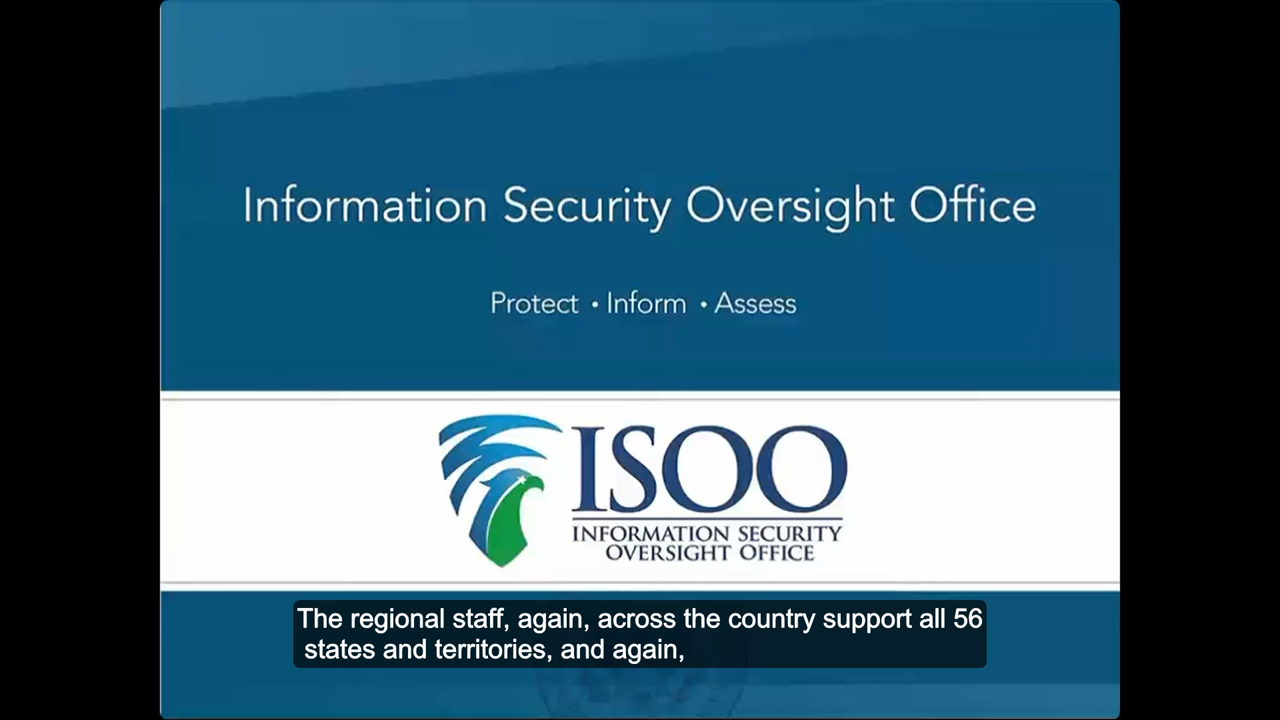 Information Security Oversight Office
Protect • Inform • Assess
ISOO
INFORMATION SECURITY
OVERSIGHT OFFICE
The regional staff, again, across the country support all 56
states and territories, and again,